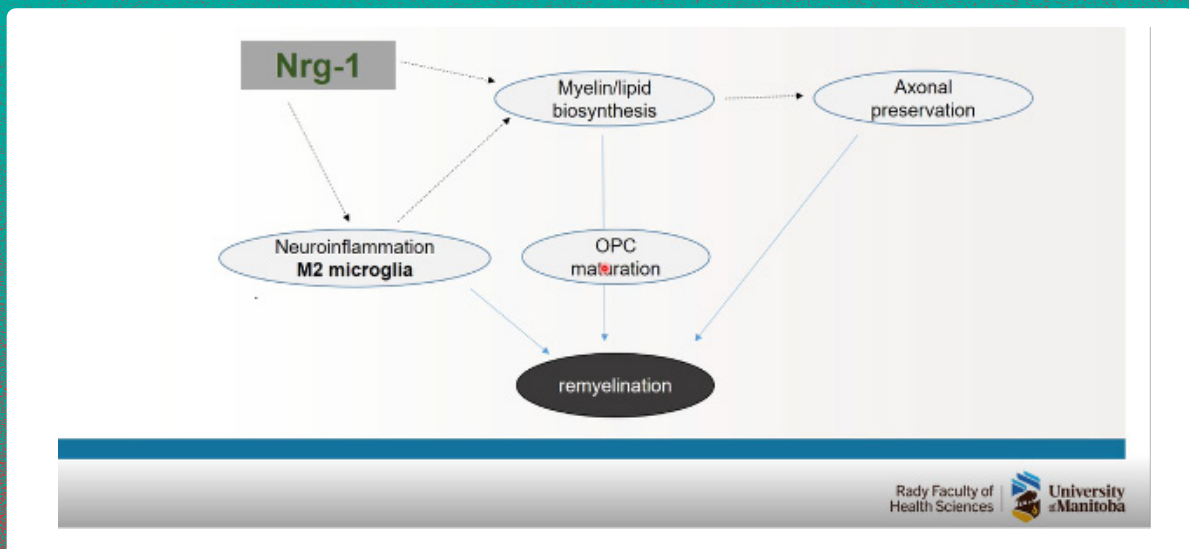 Nrg-1
Myelin/lipid
biosynthesis
Axonal
preservation
Neuroinflammation
M2 microglia
OPC
maturation
remyelination
Rady Faculty of
Health Sciences
University
of Manitoba